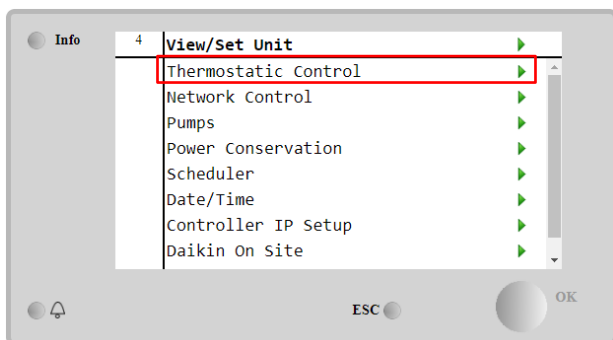 Info
4 View/Set Unit
Thermostatic Control
Network Control
Pumps
Power Conservation
Scheduler
Date/Time
Controller IP Setup
Daikin On Site
ESC
OK